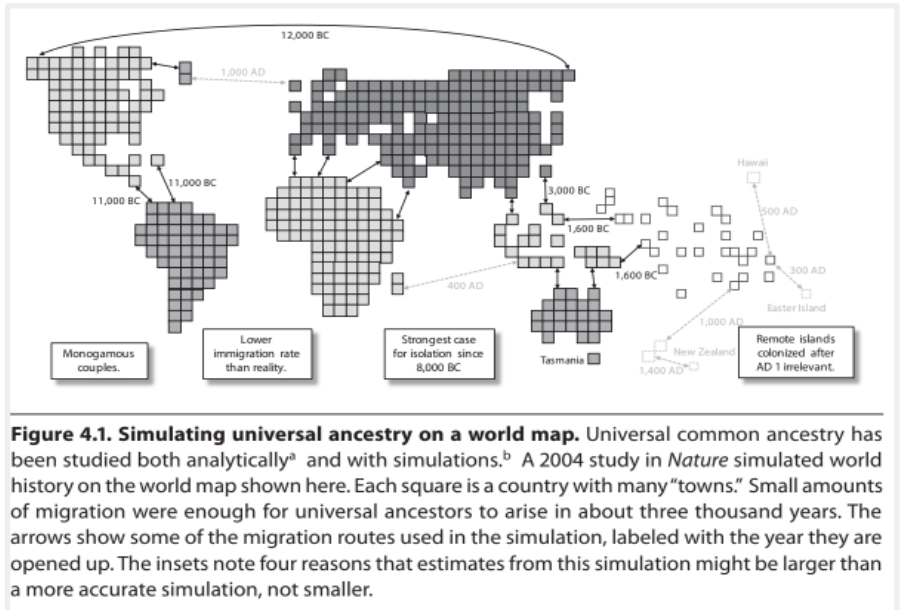 12,000 BC
1,000 AD
Hawaii
11,000 BC
3,000 BC
11,000 BC
500 AD
1,600 BC
1,600 BC
300 AD
400 AD
Easter Island
1,000 AD
Monogamous
couples.
Lower
immigration rate
than reality.
Strongest case
for isolation since
8,000 BC
Tasmania
New Zealand
1,400 AD
Remote islands
colonized after
AD 1 irrelevant.
Figure 4.1. Simulating universal ancestry on a world map. Universal common ancestry has
been studied both analytically^a and with simulations.^b A 2004 study in Nature simulated world
history on the world map shown here. Each square is a country with many “towns.” Small amounts
of migration were enough for universal ancestors to arise in about three thousand years. The
arrows show some of the migration routes used in the simulation, labeled with the year they are
opened up. The insets note four reasons that estimates from this simulation might be larger than
a more accurate simulation, not smaller.